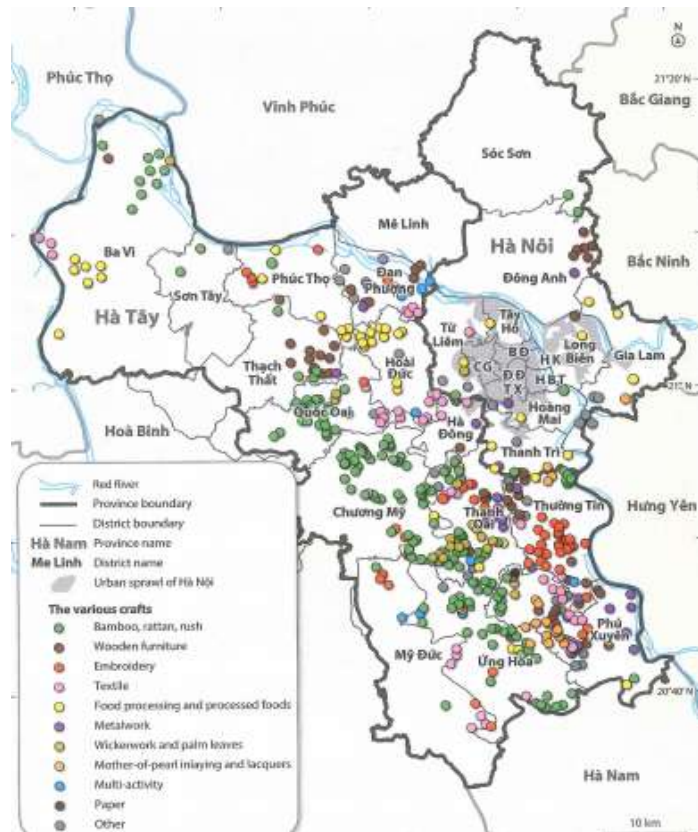 N
Phúc Thọ
21°20'N
Vĩnh Phúc
Bắc Giang
Sóc Sơn
Mê Linh
Hà Nôi
Ba Vì
Bắc Ninh
Đan
Phượng
Đông Anh
Phúc Thọ
Sơn Tây
Hà Tây
Tây
Hồ
Từ
Liêm
Long
Biên
BĐ
HK
Gia Lam
Thạch
Thất
Hoài
Đức
CG
ĐĐ
TX
HBT
21°
Quốc Oai
Hoàng
Mai
Hoà Bình
Hà
Đông
Thanh Trì
Hưng Yên
Chương Mỹ
Thanh
Oai
Thường Tín
Phú
Xuyên
Mỹ Đức
Ứng Hòa
20°40'N
Hà Nam
Red River
Province boundary
District boundary
Hà Nam Province name
Me Linh District name
Urban sprawl of Hà Nôi
The various crafts
Bamboo, rattan, rush
Wooden furniture
Embroidery
Textile
Food processing and processed foods
Metalwork
Wickerwork and palm leaves
Mother-of-pearl inlaying and lacquers
Multi-activity
Paper
Other
10 km